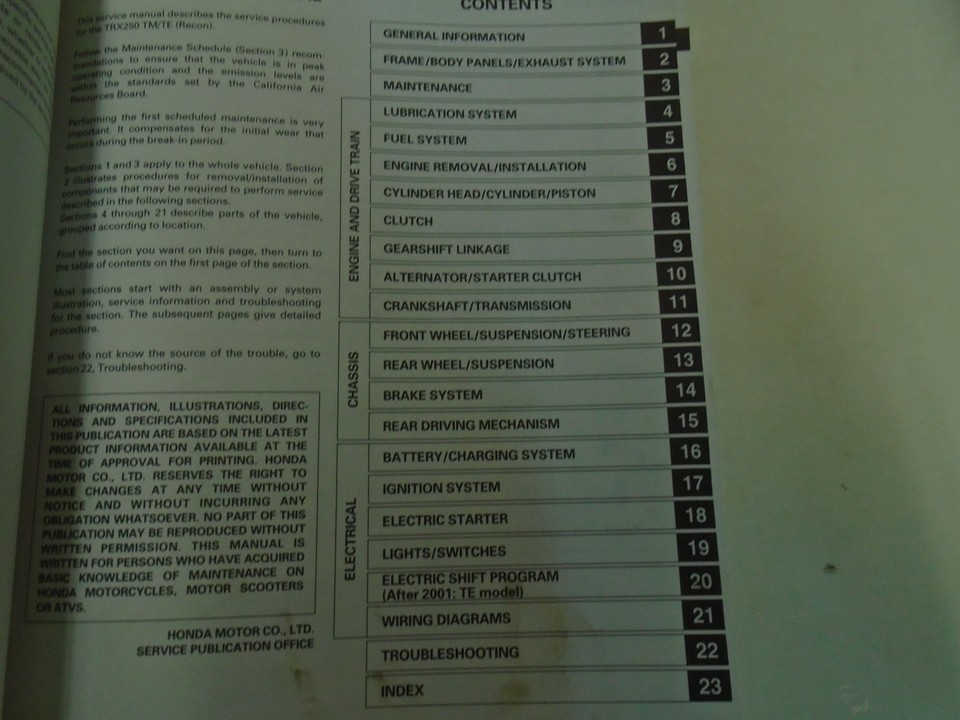 This service manual describes the service procedures
for the TRX250 TM/TE (Recon).
Follow the Maintenance Schedule (Section 3) recom-
mendations to ensure that the vehicle is in peak
operating condition and the emission levels are
within the standards set by the California Air
Resources Board.
Performing the first scheduled maintenance is very
important. It compensates for the initial wear that
occurs during the break-in period.
Sections 1 and 3 apply to the whole vehicle. Section
2 illustrates procedures for removal/installation of
components that may be required to perform service
described in the following sections.
Sections 4 through 21 describe parts of the vehicle,
grouped according to location.
Find the section you want on this page, then turn to
the table of contents on the first page of the section.
Most sections start with an assembly or system
illustration, service information and troubleshooting
for the section. The subsequent pages give detailed
procedure.
If you do not know the source of the trouble, go to
section 22, Troubleshooting.
ALL INFORMATION, ILLUSTRATIONS, DIREC-
TIONS AND SPECIFICATIONS INCLUDED IN
THIS PUBLICATION ARE BASED ON THE LATEST
PRODUCT INFORMATION AVAILABLE AT THE
TIME OF APPROVAL FOR PRINTING. HONDA
MOTOR CO., LTD. RESERVES THE RIGHT TO
MAKE CHANGES AT ANY TIME WITHOUT
NOTICE AND WITHOUT INCURRING ANY
OBLIGATION WHATSOEVER. NO PART OF THIS
PUBLICATION MAY BE REPRODUCED WITHOUT
WRITTEN PERMISSION. THIS MANUAL IS
WRITTEN FOR PERSONS WHO HAVE ACQUIRED
BASIC KNOWLEDGE OF MAINTENANCE ON
HONDA MOTORCYCLES, MOTOR SCOOTERS
OR ATVS.
HONDA MOTOR CO., LTD.
SERVICE PUBLICATION OFFICE
CONTENTS
GENERAL INFORMATION 1
FRAME/BODY PANELS/EXHAUST SYSTEM 2
MAINTENANCE 3
ENGINE AND DRIVE TRAIN
LUBRICATION SYSTEM 4
FUEL SYSTEM 5
ENGINE REMOVAL/INSTALLATION 6
CYLINDER HEAD/CYLINDER/PISTON 7
CLUTCH 8
GEARSHIFT LINKAGE 9
ALTERNATOR/STARTER CLUTCH 10
CRANKSHAFT/TRANSMISSION 11
CHASSIS
FRONT WHEEL/SUSPENSION/STEERING 12
REAR WHEEL/SUSPENSION 13
BRAKE SYSTEM 14
REAR DRIVING MECHANISM 15
ELECTRICAL
BATTERY/CHARGING SYSTEM 16
IGNITION SYSTEM 17
ELECTRIC STARTER 18
LIGHTS/SWITCHES 19
ELECTRIC SHIFT PROGRAM 20
(After 2001: TE model)
WIRING DIAGRAMS 21
TROUBLESHOOTING 22
INDEX 23